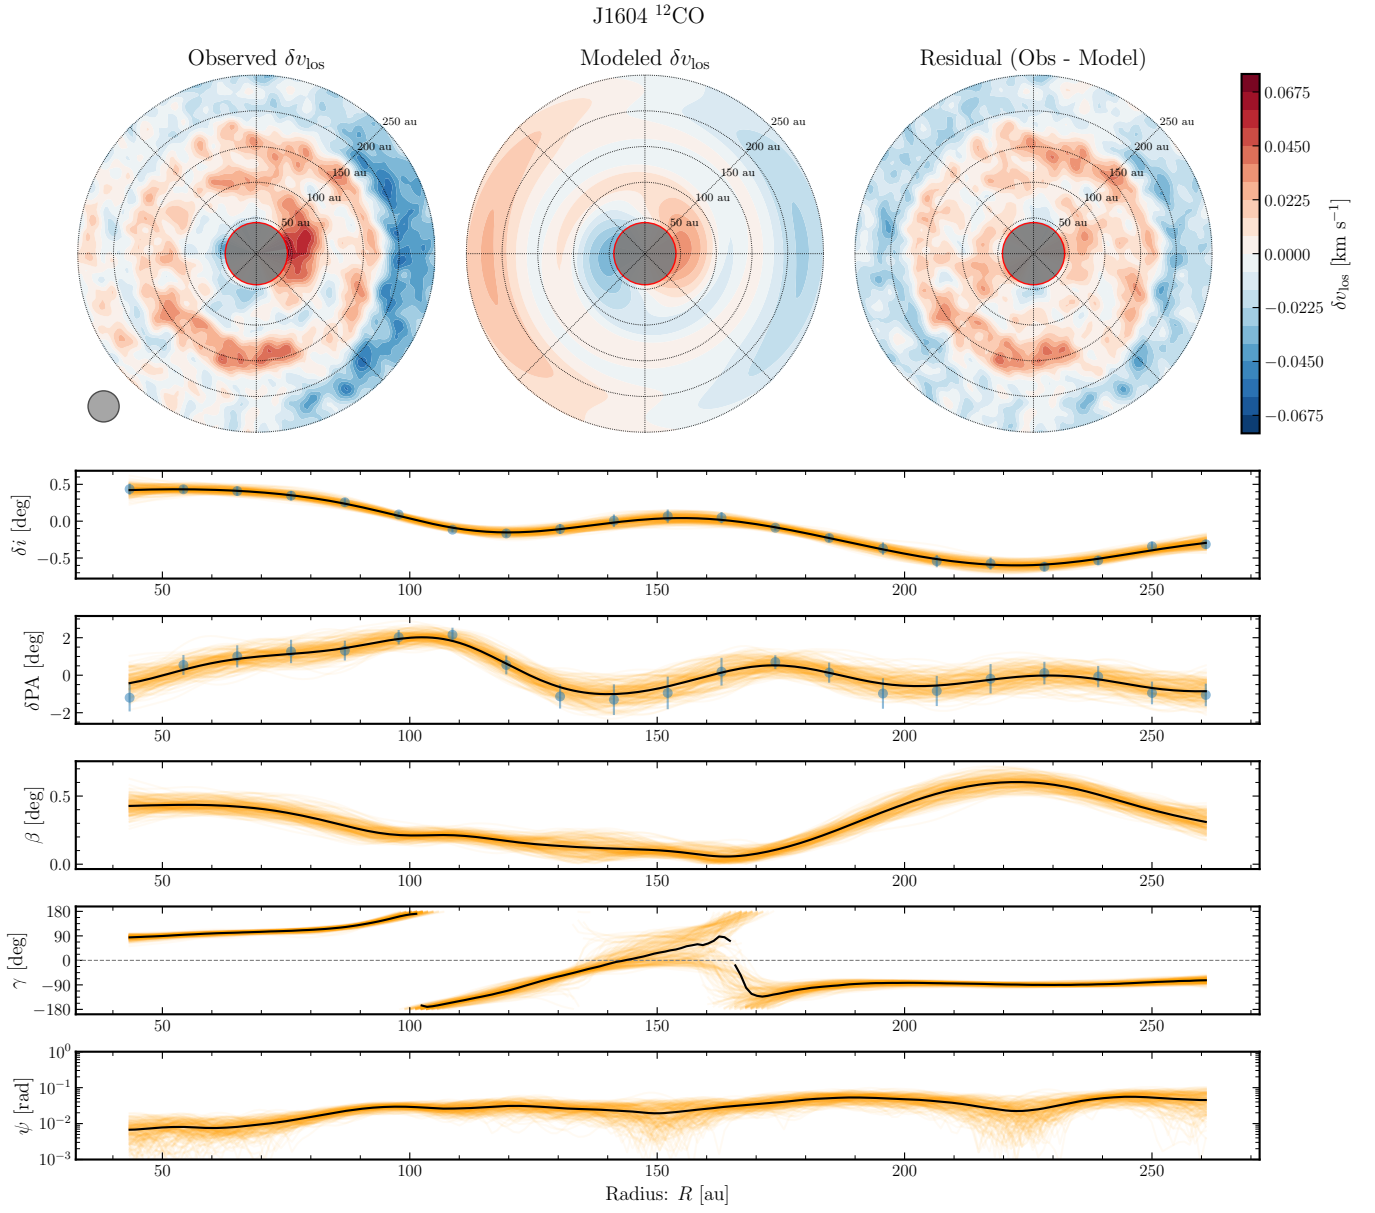 J1604 ¹²CO
Observed δv_los
Modeled δv_los
Residual (Obs - Model)
250 au
200 au
150 au
100 au
50 au
250 au
200 au
150 au
100 au
50 au
250 au
200 au
150 au
100 au
50 au
0.0675
0.0450
0.0225
0.0000
−0.0225
−0.0450
−0.0675
δv_los [km s⁻¹]
δi [deg]
0.5
0.0
−0.5
50 100 150 200 250
δPA [deg]
2
0
−2
50 100 150 200 250
β [deg]
0.5
0.0
50 100 150 200 250
γ [deg]
180
90
0
−90
−180
50 100 150 200 250
ψ [rad]
10⁰
10⁻¹
10⁻²
10⁻³
50 100 150 200 250
Radius: R [au]